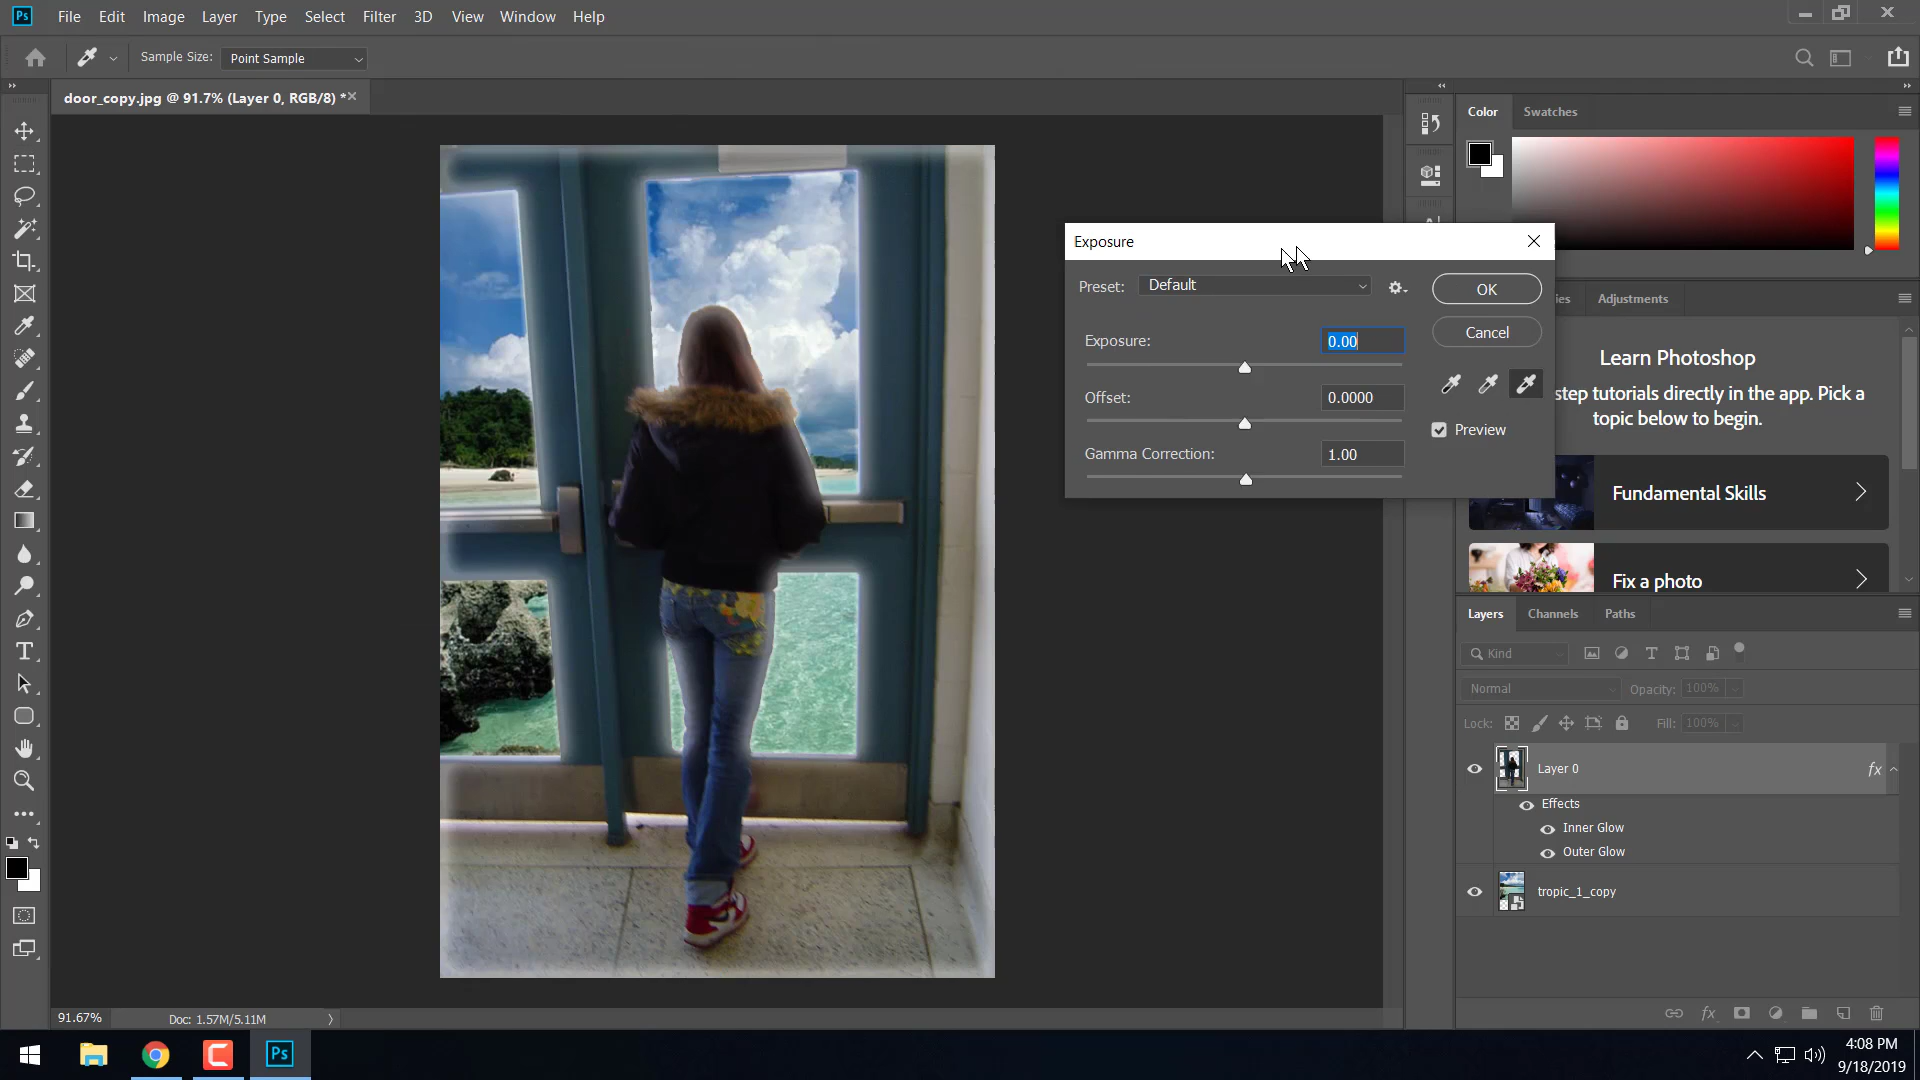 Ps File Edit Image Layer Type Select Filter 3D View Window Help
Sample Size: Point Sample
door_copy.jpg @ 91.7% (Layer 0, RGB/8) *
Color Swatches
Exposure
Preset: Default
OK
Cancel
Exposure: 0.00
Offset: 0.0000
Preview
Gamma Correction: 1.00
ies Adjustments
Learn Photoshop
step tutorials directly in the app. Pick a
topic below to begin.
Fundamental Skills
Fix a photo
Layers Channels Paths
Kind
Normal Opacity: 100%
Lock: Fill: 100%
Layer 0 fx
Effects
Inner Glow
Outer Glow
tropic_1_copy
fx
91.67% Doc: 1.57M/5.11M
Ps
4:08 PM
9/18/2019